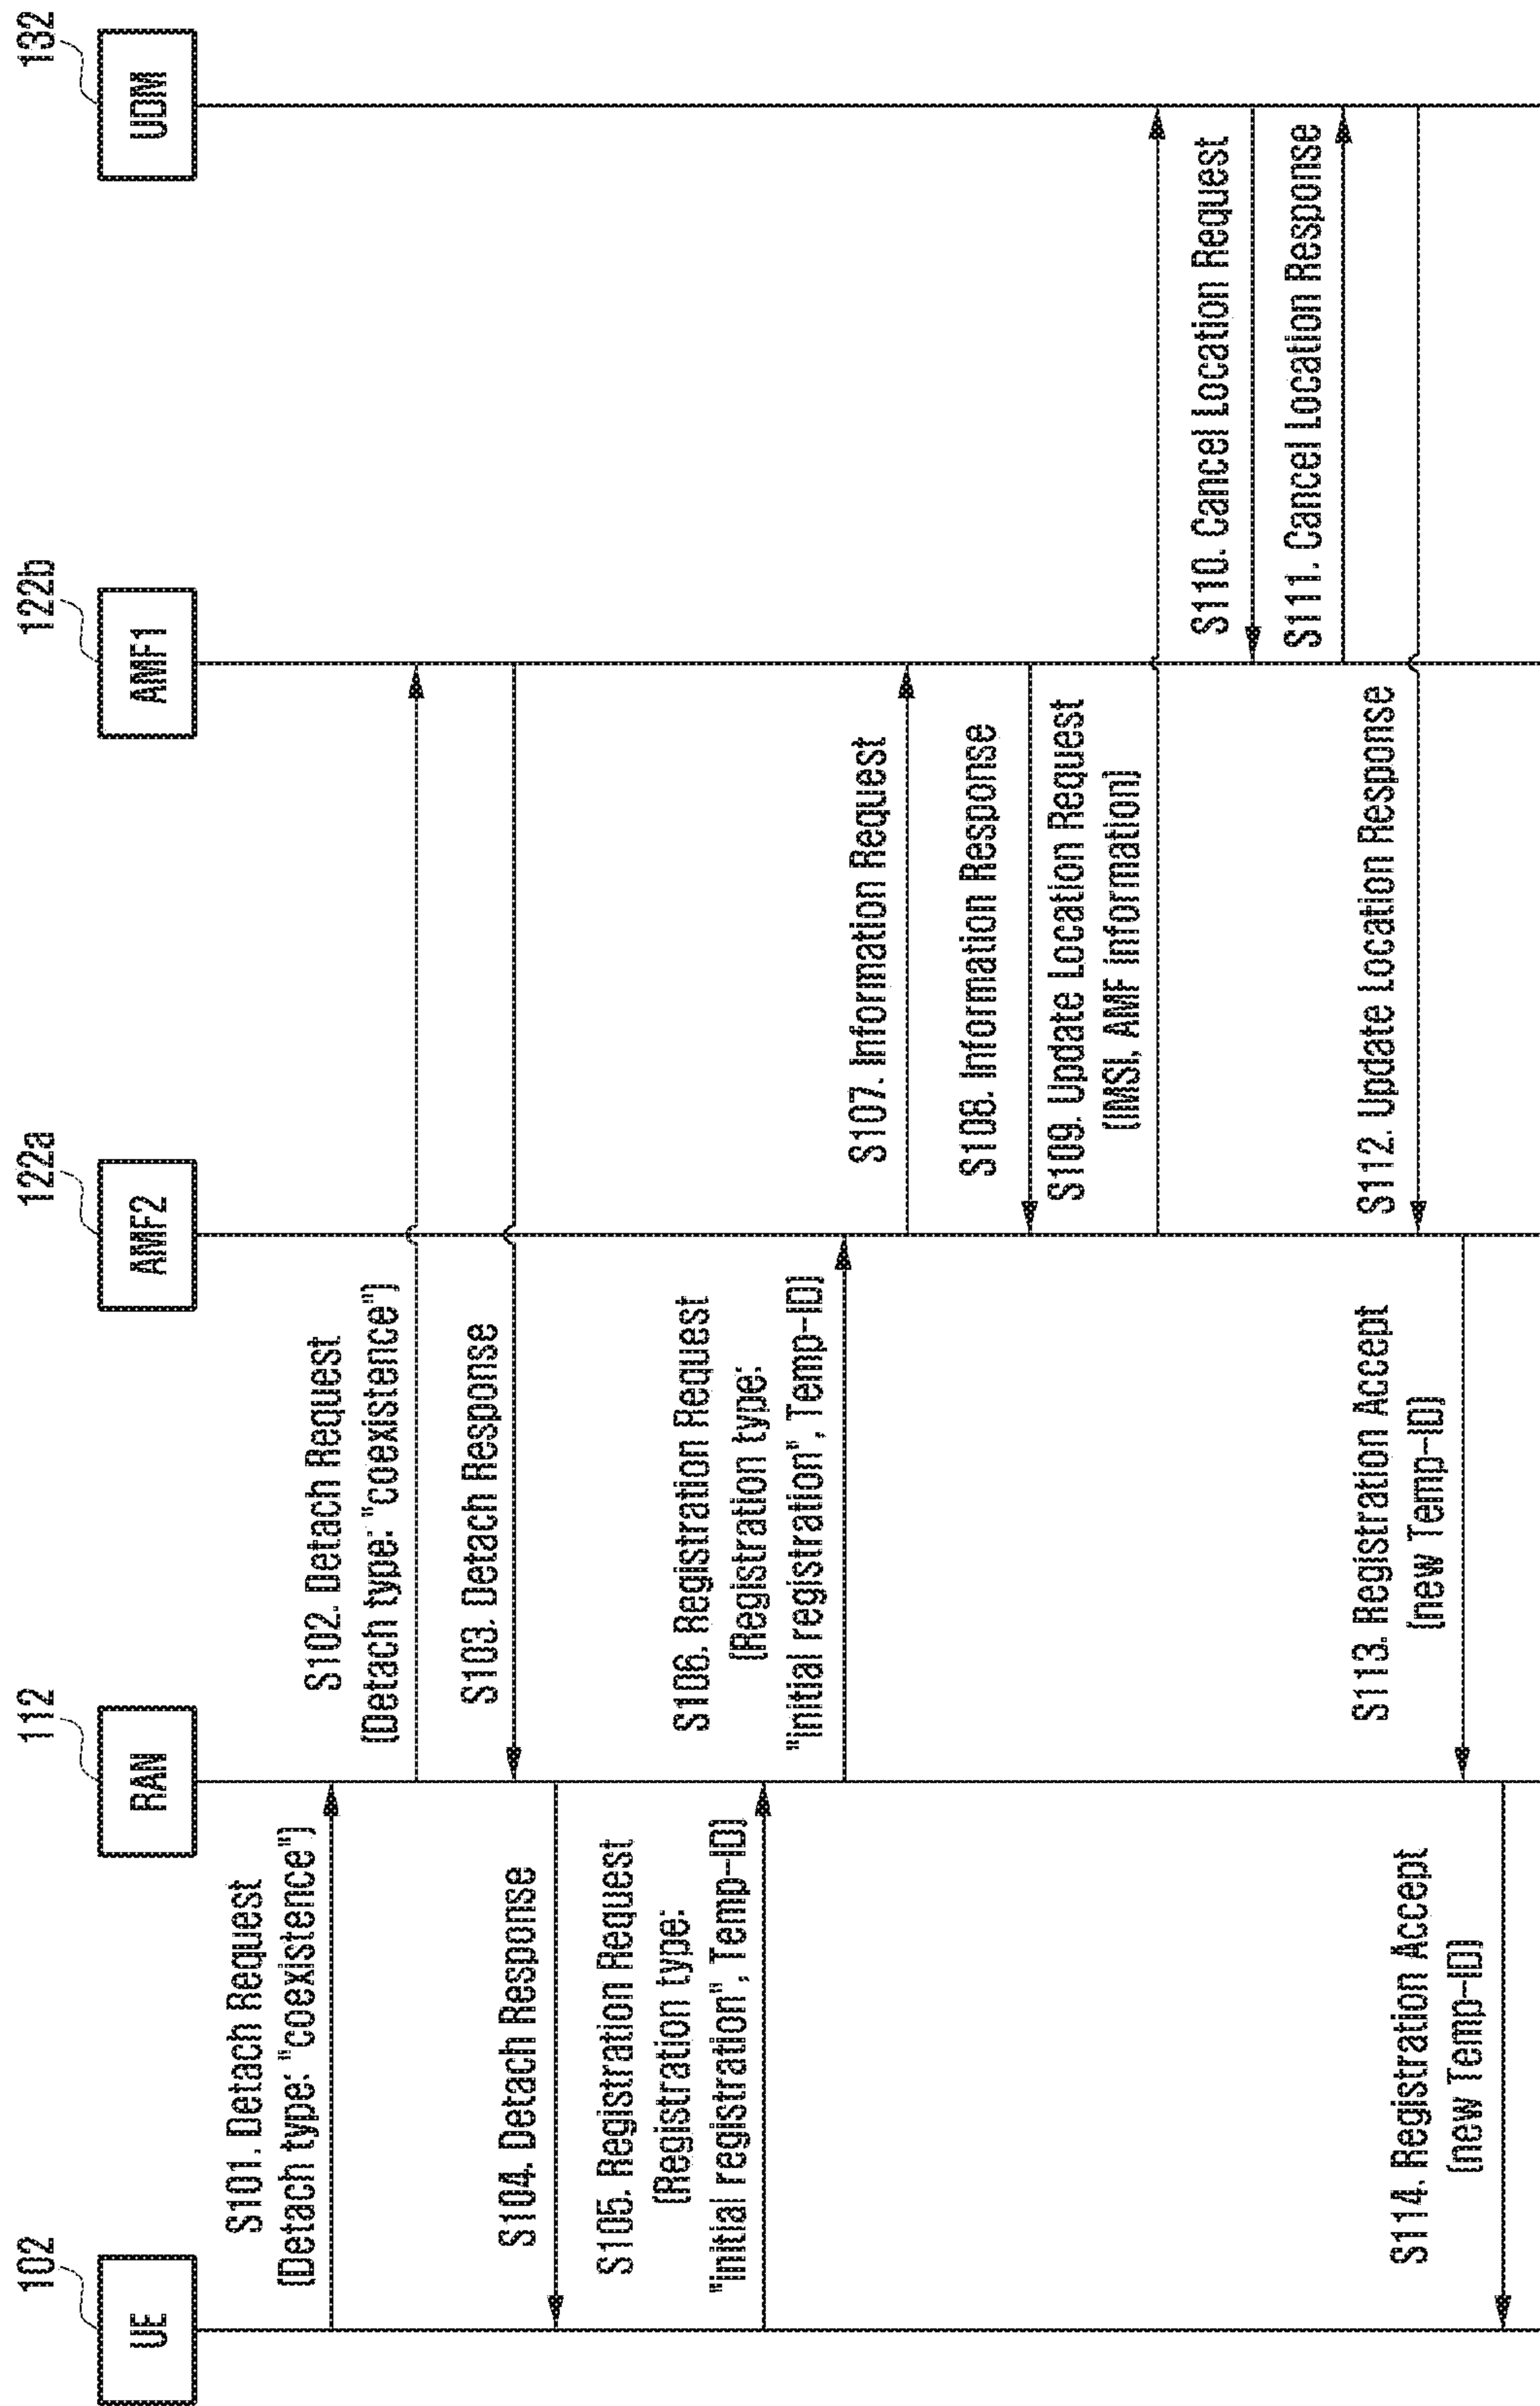 102
112
122a
122b
132
UE
RAN
AMF2
AMF1
UDM
S101. Detach Request
(Detach type: "coexistence")
S102. Detach Request
(Detach type: "coexistence")
S103. Detach Response
S104. Detach Response
S105. Registration Request
(Registration type:
"initial registration", Temp-ID)
S106. Registration Request
(Registration type:
"initial registration", Temp-ID)
S107. Information Request
S108. Information Response
S109. Update Location Request
(IMSI, AMF information)
S110. Cancel Location Request
S111. Cancel Location Response
S112. Update Location Response
S113. Registration Accept
(new Temp-ID)
S114. Registration Accept
(new Temp-ID)